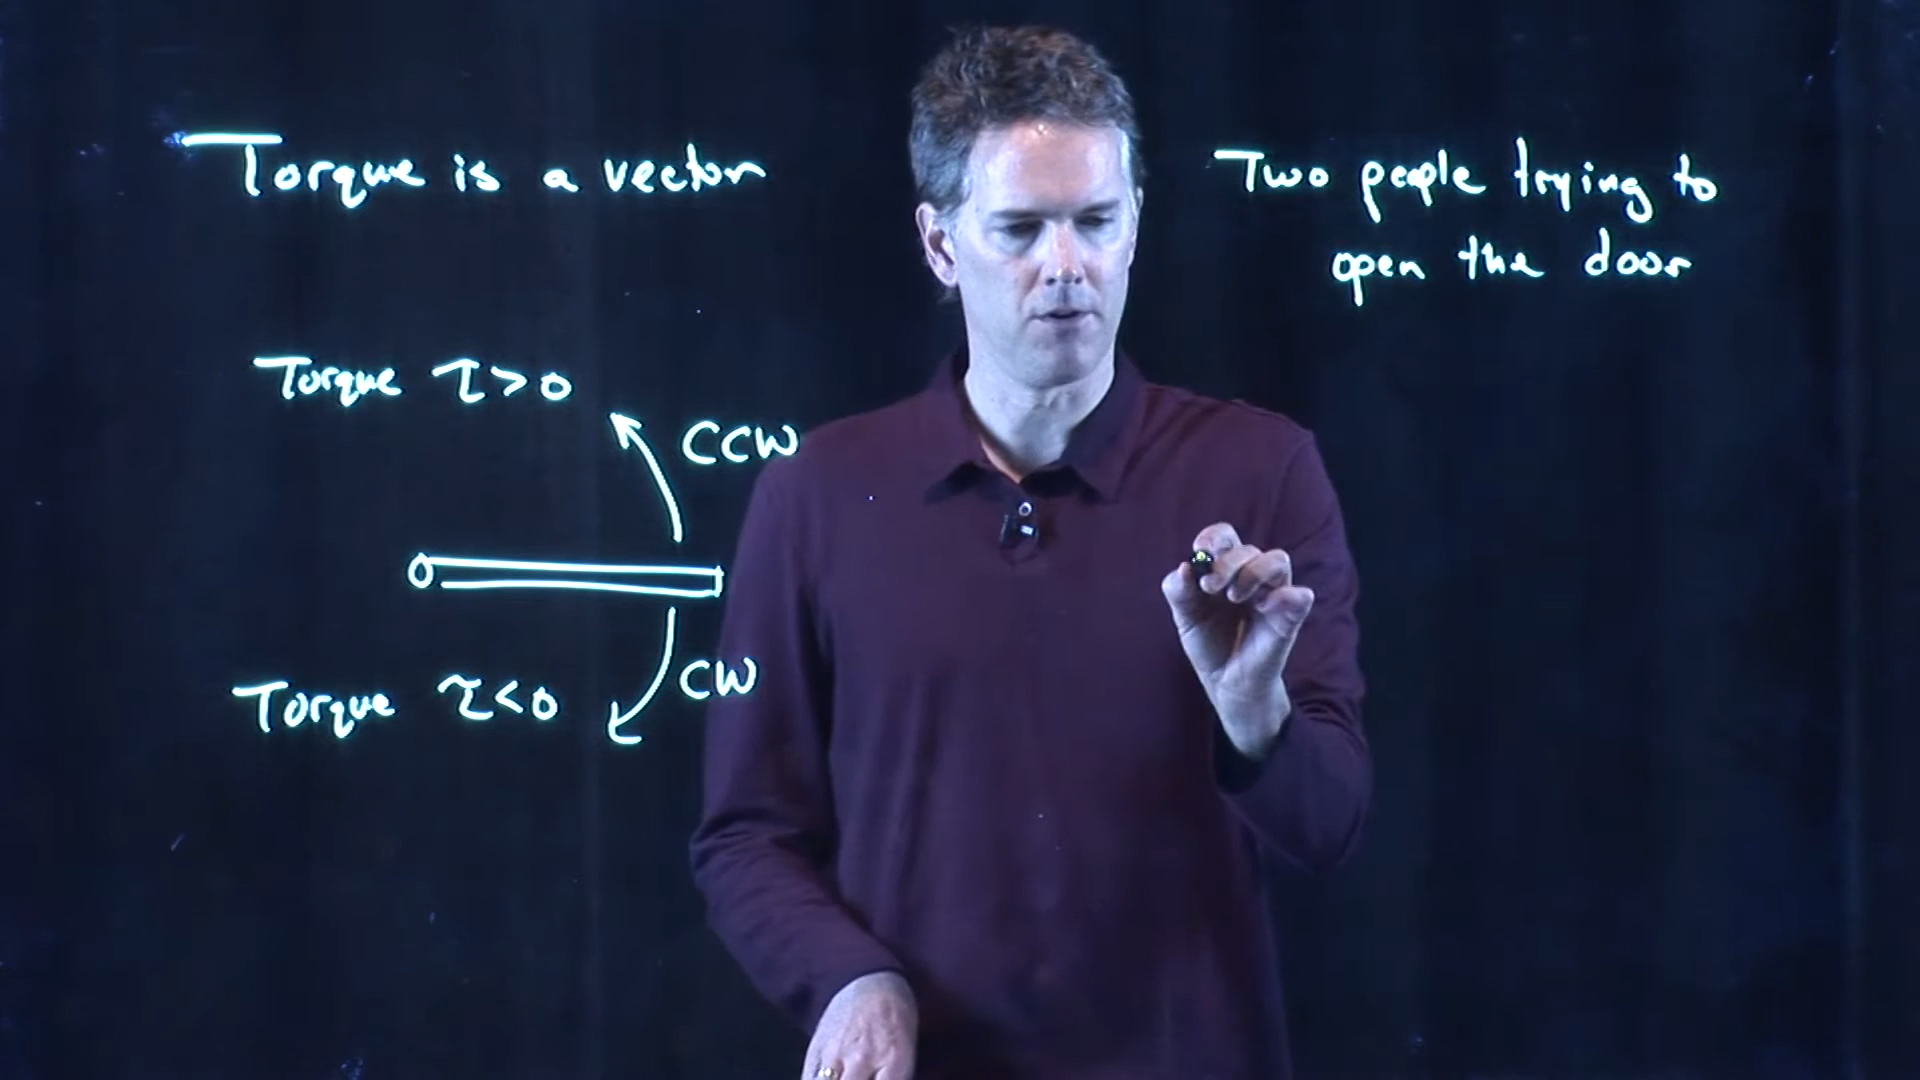 Torque is a vector
Torque τ>0
CCW
CW
Torque τ<0
Two people trying to
open the door